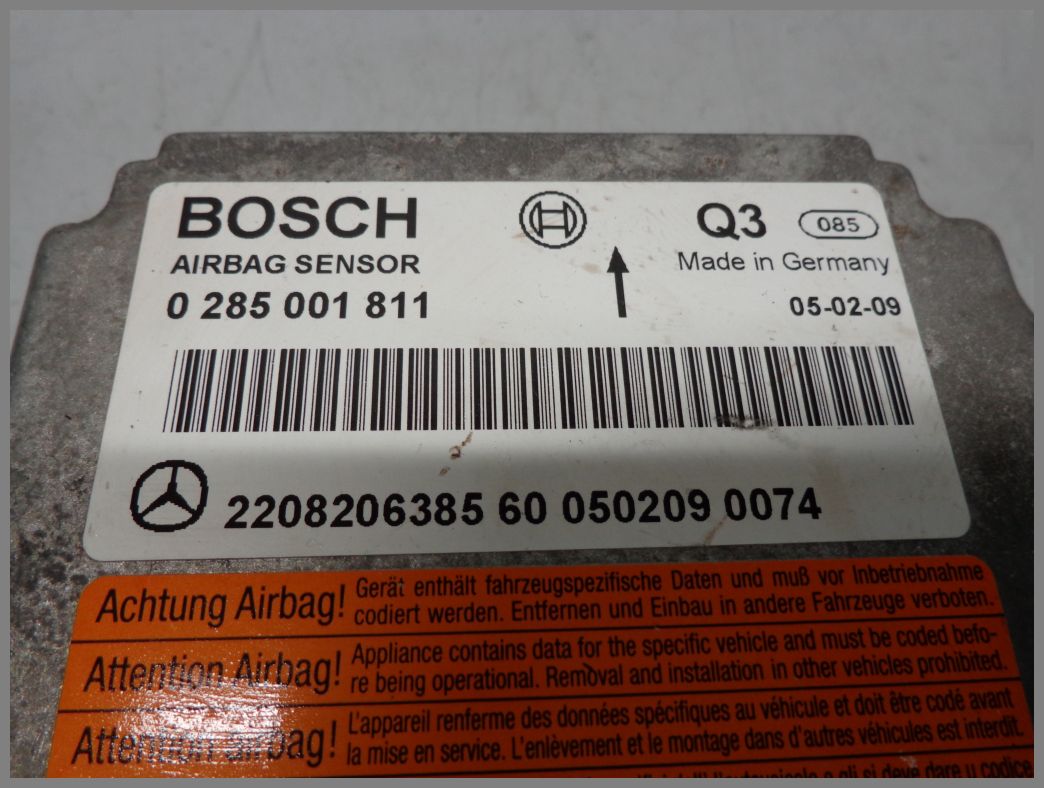 BOSCH
Q3 085
AIRBAG SENSOR
Made in Germany
0 285 001 811
05-02-09
2208206385 60 050209 0074
Achtung Airbag!
Gerät enthält fahrzeugspezifische Daten und muß vor Inbetriebnahme
codiert werden. Entfernen und Einbau in andere Fahrzeuge verboten.
Attention Airbag!
Appliance contains data for the specific vehicle and must be coded befo-
re being operational. Removal and installation in other vehicles prohibited.
Attention airbag!
L'appareil renferme des données spécifiques au véhicule et doit être codé avant
la mise en service. L'enlèvement et le montage dans d'autres véhicules est interdit.